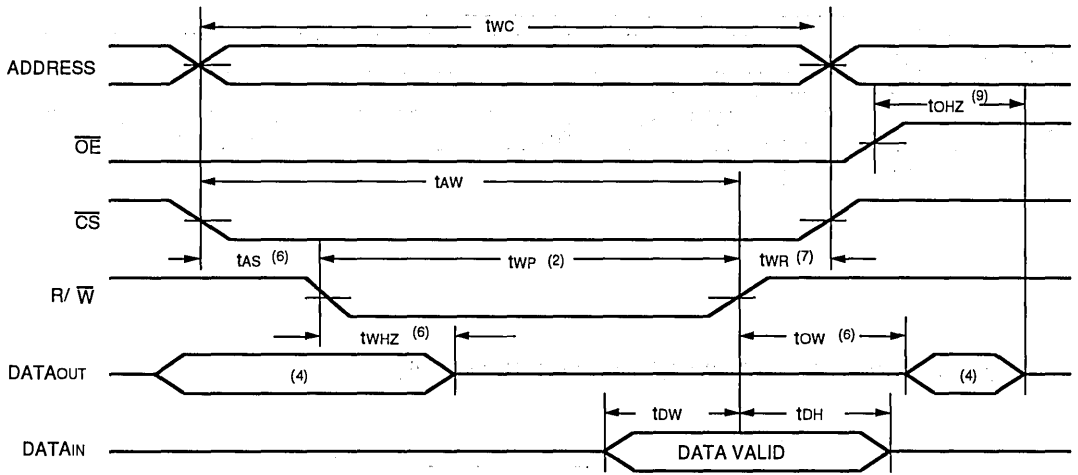 tWC
ADDRESS
tOHZ (9)
OE
tAW
CS
tAS (6) tWP (2) tWR (7)
R/ W
tWHZ (6) tOW (6)
DATAOUT (4) (4)
tDW tDH
DATAIN DATA VALID